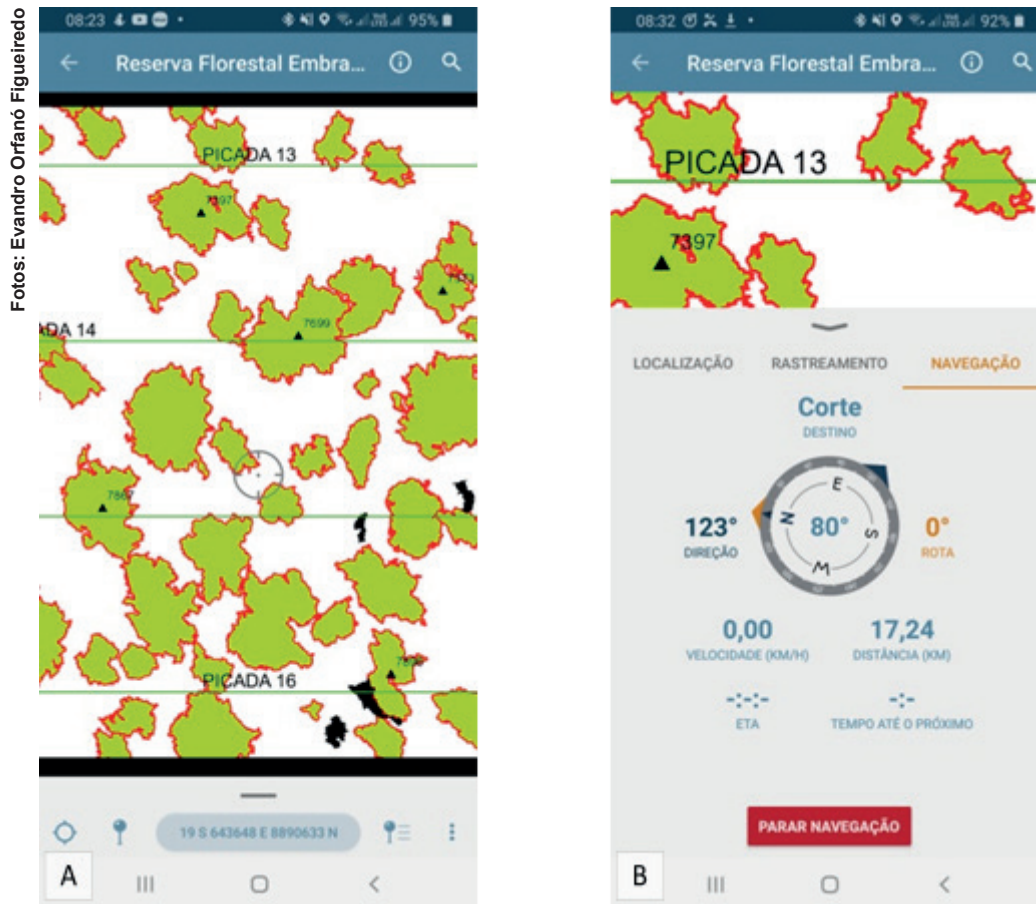 Fotos: Evandro Orfanó Figueiredo
08:23
95%
Reserva Florestal Embra...
PICADA 13
7397
7699
ADA 14
7867
PICADA 16
19 S 643648 E 8890633 N
A
08:32
92%
Reserva Florestal Embra...
PICADA 13
7397
LOCALIZAÇÃO
RASTREAMENTO
NAVEGAÇÃO
Corte
DESTINO
N
E
S
W
80°
123°
DIREÇÃO
0°
ROTA
0,00
VELOCIDADE (KM/H)
17,24
DISTÂNCIA (KM)
-:-:-
ETA
-:-
TEMPO ATÉ O PRÓXIMO
PARAR NAVEGAÇÃO
B